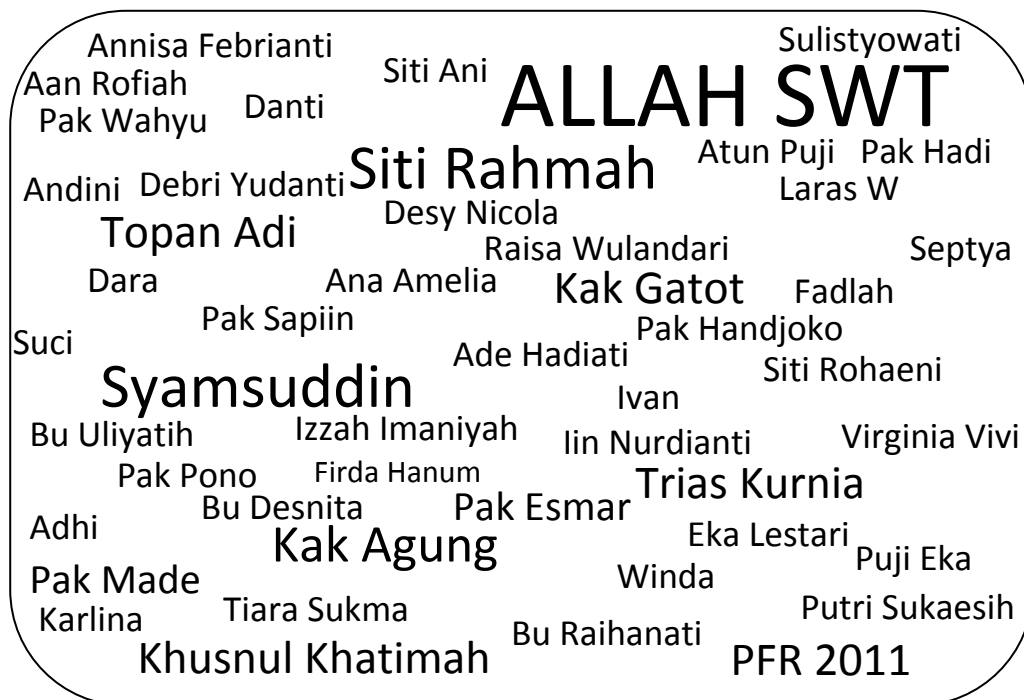 Annisa Febrianti
Sulistyowati
Siti Ani
Aan Rofiah
ALLAH SWT
Danti
Pak Wahyu
Siti Rahmah
Atun Puji
Pak Hadi
Andini
Debri Yudanti
Laras W
Desy Nicola
Topan Adi
Raisa Wulandari
Septya
Dara
Ana Amelia
Kak Gatot
Fadlah
Pak Sapiin
Pak Handjoko
Suci
Ade Hadiati
Siti Rohaeni
Syamsuddin
Ivan
Bu Uliyatih
Izzah Imaniyah
Iin Nurdianti
Virginia Vivi
Pak Pono
Firda Hanum
Trias Kurnia
Bu Desnita
Pak Esmar
Adhi
Eka Lestari
Kak Agung
Puji Eka
Pak Made
Winda
Karlina
Tiara Sukma
Putri Sukaesih
Bu Raihanati
Khusnul Khatimah
PFR 2011